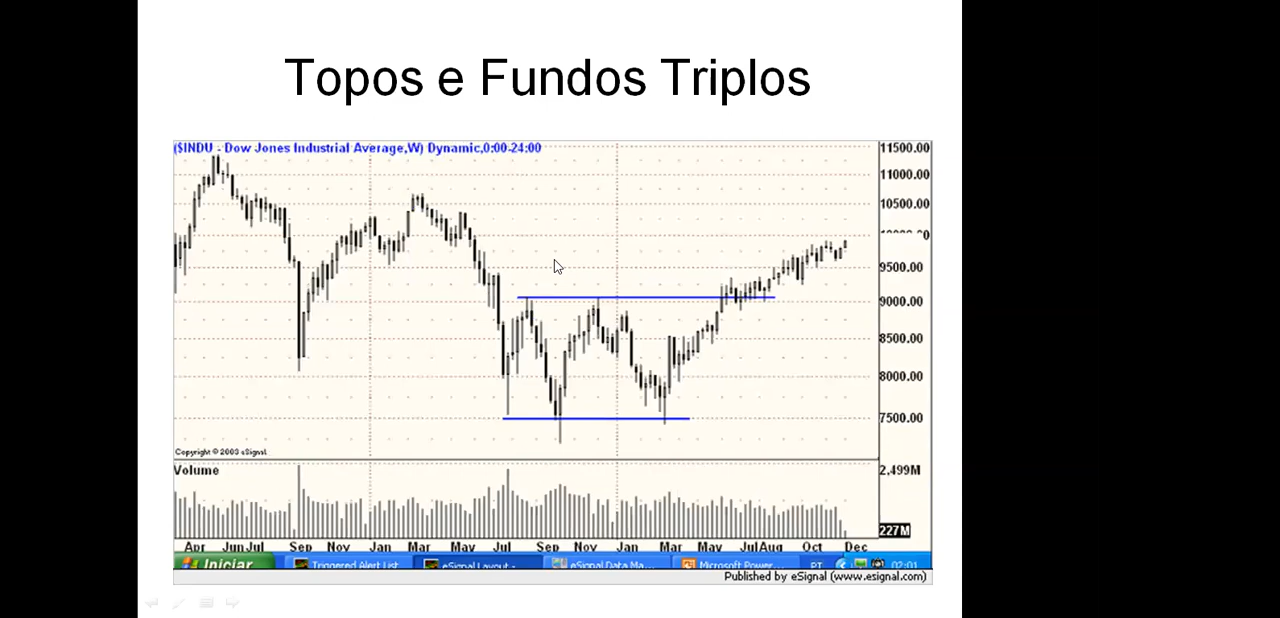 Topos e Fundos Triplos
($INDU - Dow Jones Industrial Average,W) Dynamic,0:00-24:00
11500.00
11000.00
10500.00
9500.00
9000.00
8500.00
8000.00
7500.00
Copyright © 2003 eSignal
Volume
2,499M
227M
Apr Jun Jul Sep Nov Jan Mar May Jul Sep Nov Jan Mar May Jul Aug Oct Dec
Iniciar Triggered Alert List eSignal Layout - eSignal Data Ma... Microsoft Power... PT 02:01
Published by eSignal (www.esignal.com)